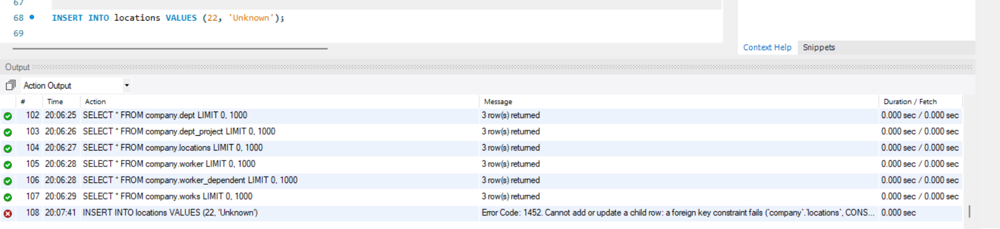 67
68 INSERT INTO locations VALUES (22, 'Unknown');
69
Context Help Snippets
Output
Action Output
# Time Action Message Duration / Fetch
102 20:06:25 SELECT * FROM company.dept LIMIT 0, 1000 3 row(s) returned 0.000 sec / 0.000 sec
103 20:06:26 SELECT * FROM company.dept_project LIMIT 0, 1000 3 row(s) returned 0.000 sec / 0.000 sec
104 20:06:27 SELECT * FROM company.locations LIMIT 0, 1000 3 row(s) returned 0.000 sec / 0.000 sec
105 20:06:28 SELECT * FROM company.worker LIMIT 0, 1000 3 row(s) returned 0.000 sec / 0.000 sec
106 20:06:28 SELECT * FROM company.worker_dependent LIMIT 0, 1000 3 row(s) returned 0.000 sec / 0.000 sec
107 20:06:29 SELECT * FROM company.works LIMIT 0, 1000 3 row(s) returned 0.000 sec / 0.000 sec
108 20:07:41 INSERT INTO locations VALUES (22, 'Unknown') Error Code: 1452. Cannot add or update a child row: a foreign key constraint fails (`company`.`locations`, CONS... 0.000 sec